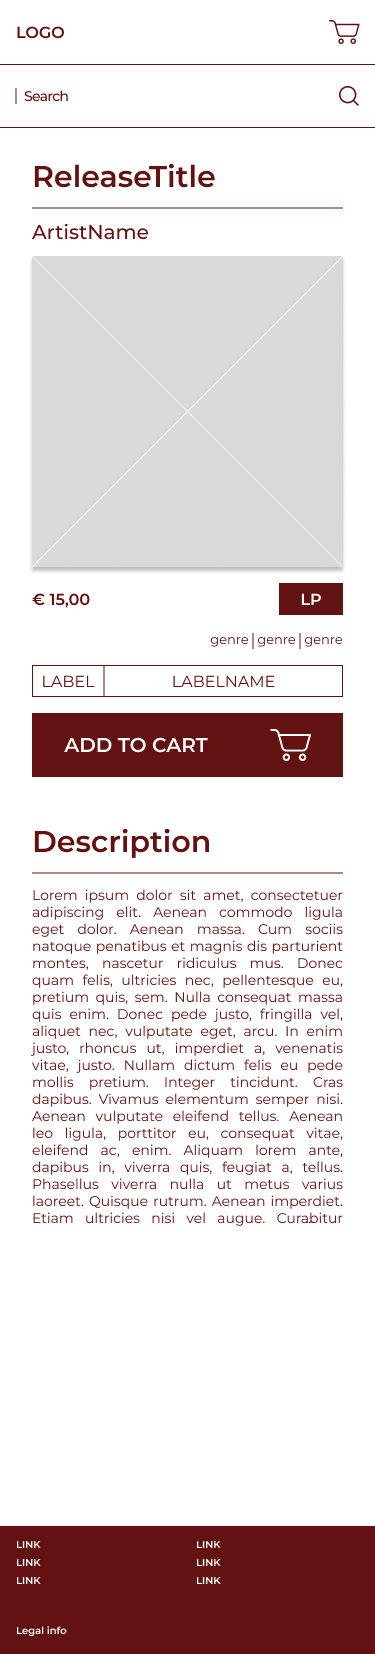 LOGO
Search
ReleaseTitle
ArtistName
€ 15,00 LP
genre | genre | genre
LABEL LABELNAME
ADD TO CART
Description
Lorem ipsum dolor sit amet, consectetuer
adipiscing elit. Aenean commodo ligula
eget dolor. Aenean massa. Cum sociis
natoque penatibus et magnis dis parturient
montes, nascetur ridiculus mus. Donec
quam felis, ultricies nec, pellentesque eu,
pretium quis, sem. Nulla consequat massa
quis enim. Donec pede justo, fringilla vel,
aliquet nec, vulputate eget, arcu. In enim
justo, rhoncus ut, imperdiet a, venenatis
vitae, justo. Nullam dictum felis eu pede
mollis pretium. Integer tincidunt. Cras
dapibus. Vivamus elementum semper nisi.
Aenean vulputate eleifend tellus. Aenean
leo ligula, porttitor eu, consequat vitae,
eleifend ac, enim. Aliquam lorem ante,
dapibus in, viverra quis, feugiat a, tellus.
Phasellus viverra nulla ut metus varius
laoreet. Quisque rutrum. Aenean imperdiet.
Etiam ultricies nisi vel augue. Curabitur
LINK LINK
LINK LINK
LINK LINK
Legal info